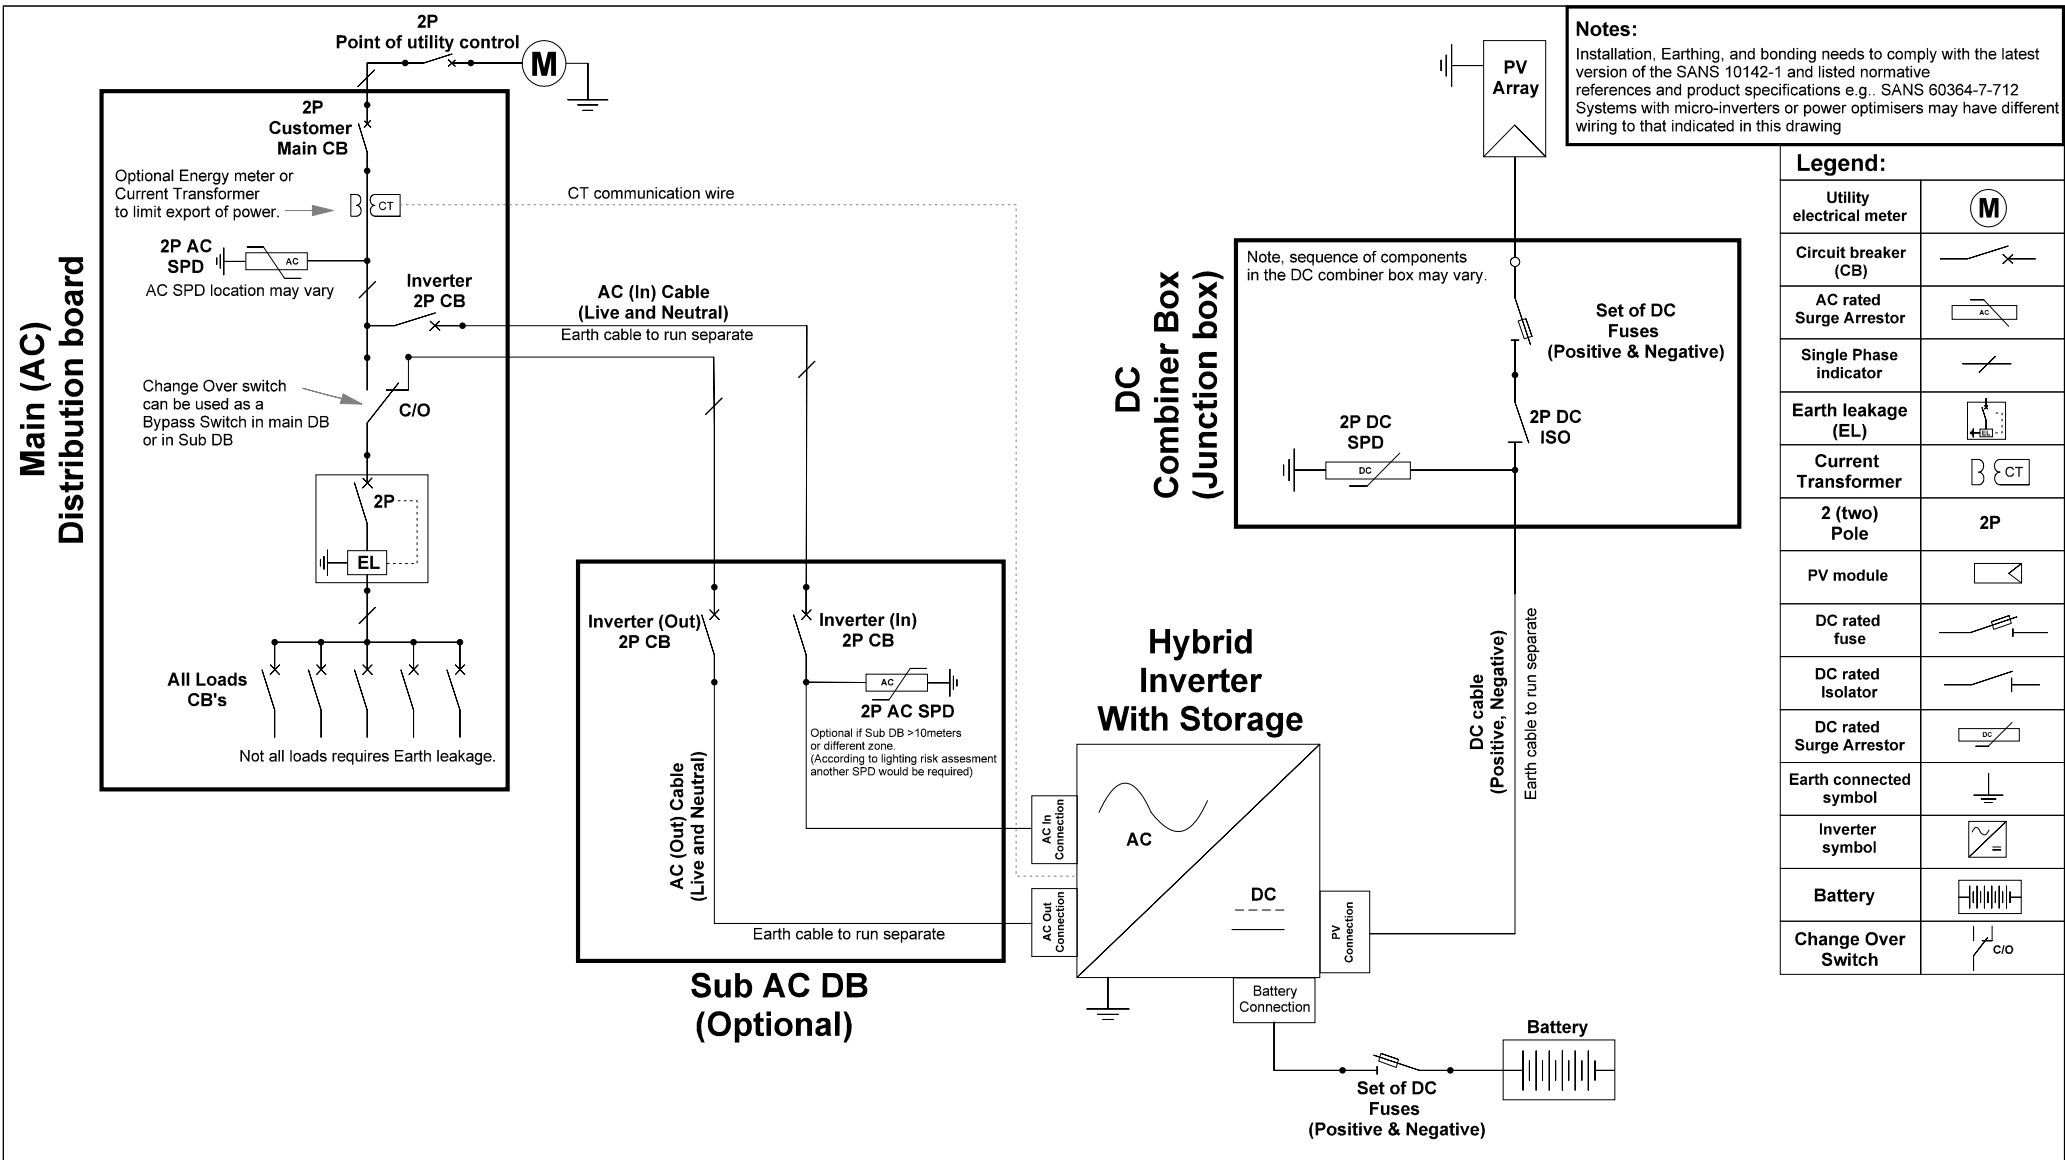 2P
Point of utility control
M
Main (AC)
Distribution board
2P
Customer
Main CB
Optional Energy meter or
Current Transformer
to limit export of power.
CT
CT communication wire
2P AC
SPD
AC
AC SPD location may vary
Inverter
2P CB
AC (In) Cable
(Live and Neutral)
Earth cable to run separate
Change Over switch
can be used as a
Bypass Switch in main DB
or in Sub DB
C/O
2P
EL
All Loads
CB's
Not all loads requires Earth leakage.
Inverter (Out)
2P CB
Inverter (In)
2P CB
AC
2P AC SPD
Optional if Sub DB >10meters
or different zone.
(According to lighting risk assesment
another SPD would be required)
AC (Out) Cable
(Live and Neutral)
Earth cable to run separate
Sub AC DB
(Optional)
Hybrid
Inverter
With Storage
AC In
Connection
AC Out
Connection
AC
DC
PV
Connection
Battery
Connection
Battery
Set of DC
Fuses
(Positive & Negative)
PV
Array
DC
Combiner Box
(Junction box)
Note, sequence of components
in the DC combiner box may vary.
Set of DC
Fuses
(Positive & Negative)
2P DC
ISO
2P DC
SPD
DC
DC cable
(Positive, Negative)
Earth cable to run separate
Notes:
Installation, Earthing, and bonding needs to comply with the latest
version of the SANS 10142-1 and listed normative
references and product specifications e.g.. SANS 60364-7-712
Systems with micro-inverters or power optimisers may have different
wiring to that indicated in this drawing
Legend:
Utility
electrical meter
M
Circuit breaker
(CB)
AC rated
Surge Arrestor
AC
Single Phase
indicator
Earth leakage
(EL)
EL
Current
Transformer
CT
2 (two)
Pole
2P
PV module
DC rated
fuse
DC rated
Isolator
DC rated
Surge Arrestor
DC
Earth connected
symbol
Inverter
symbol
Battery
Change Over
Switch
C/O